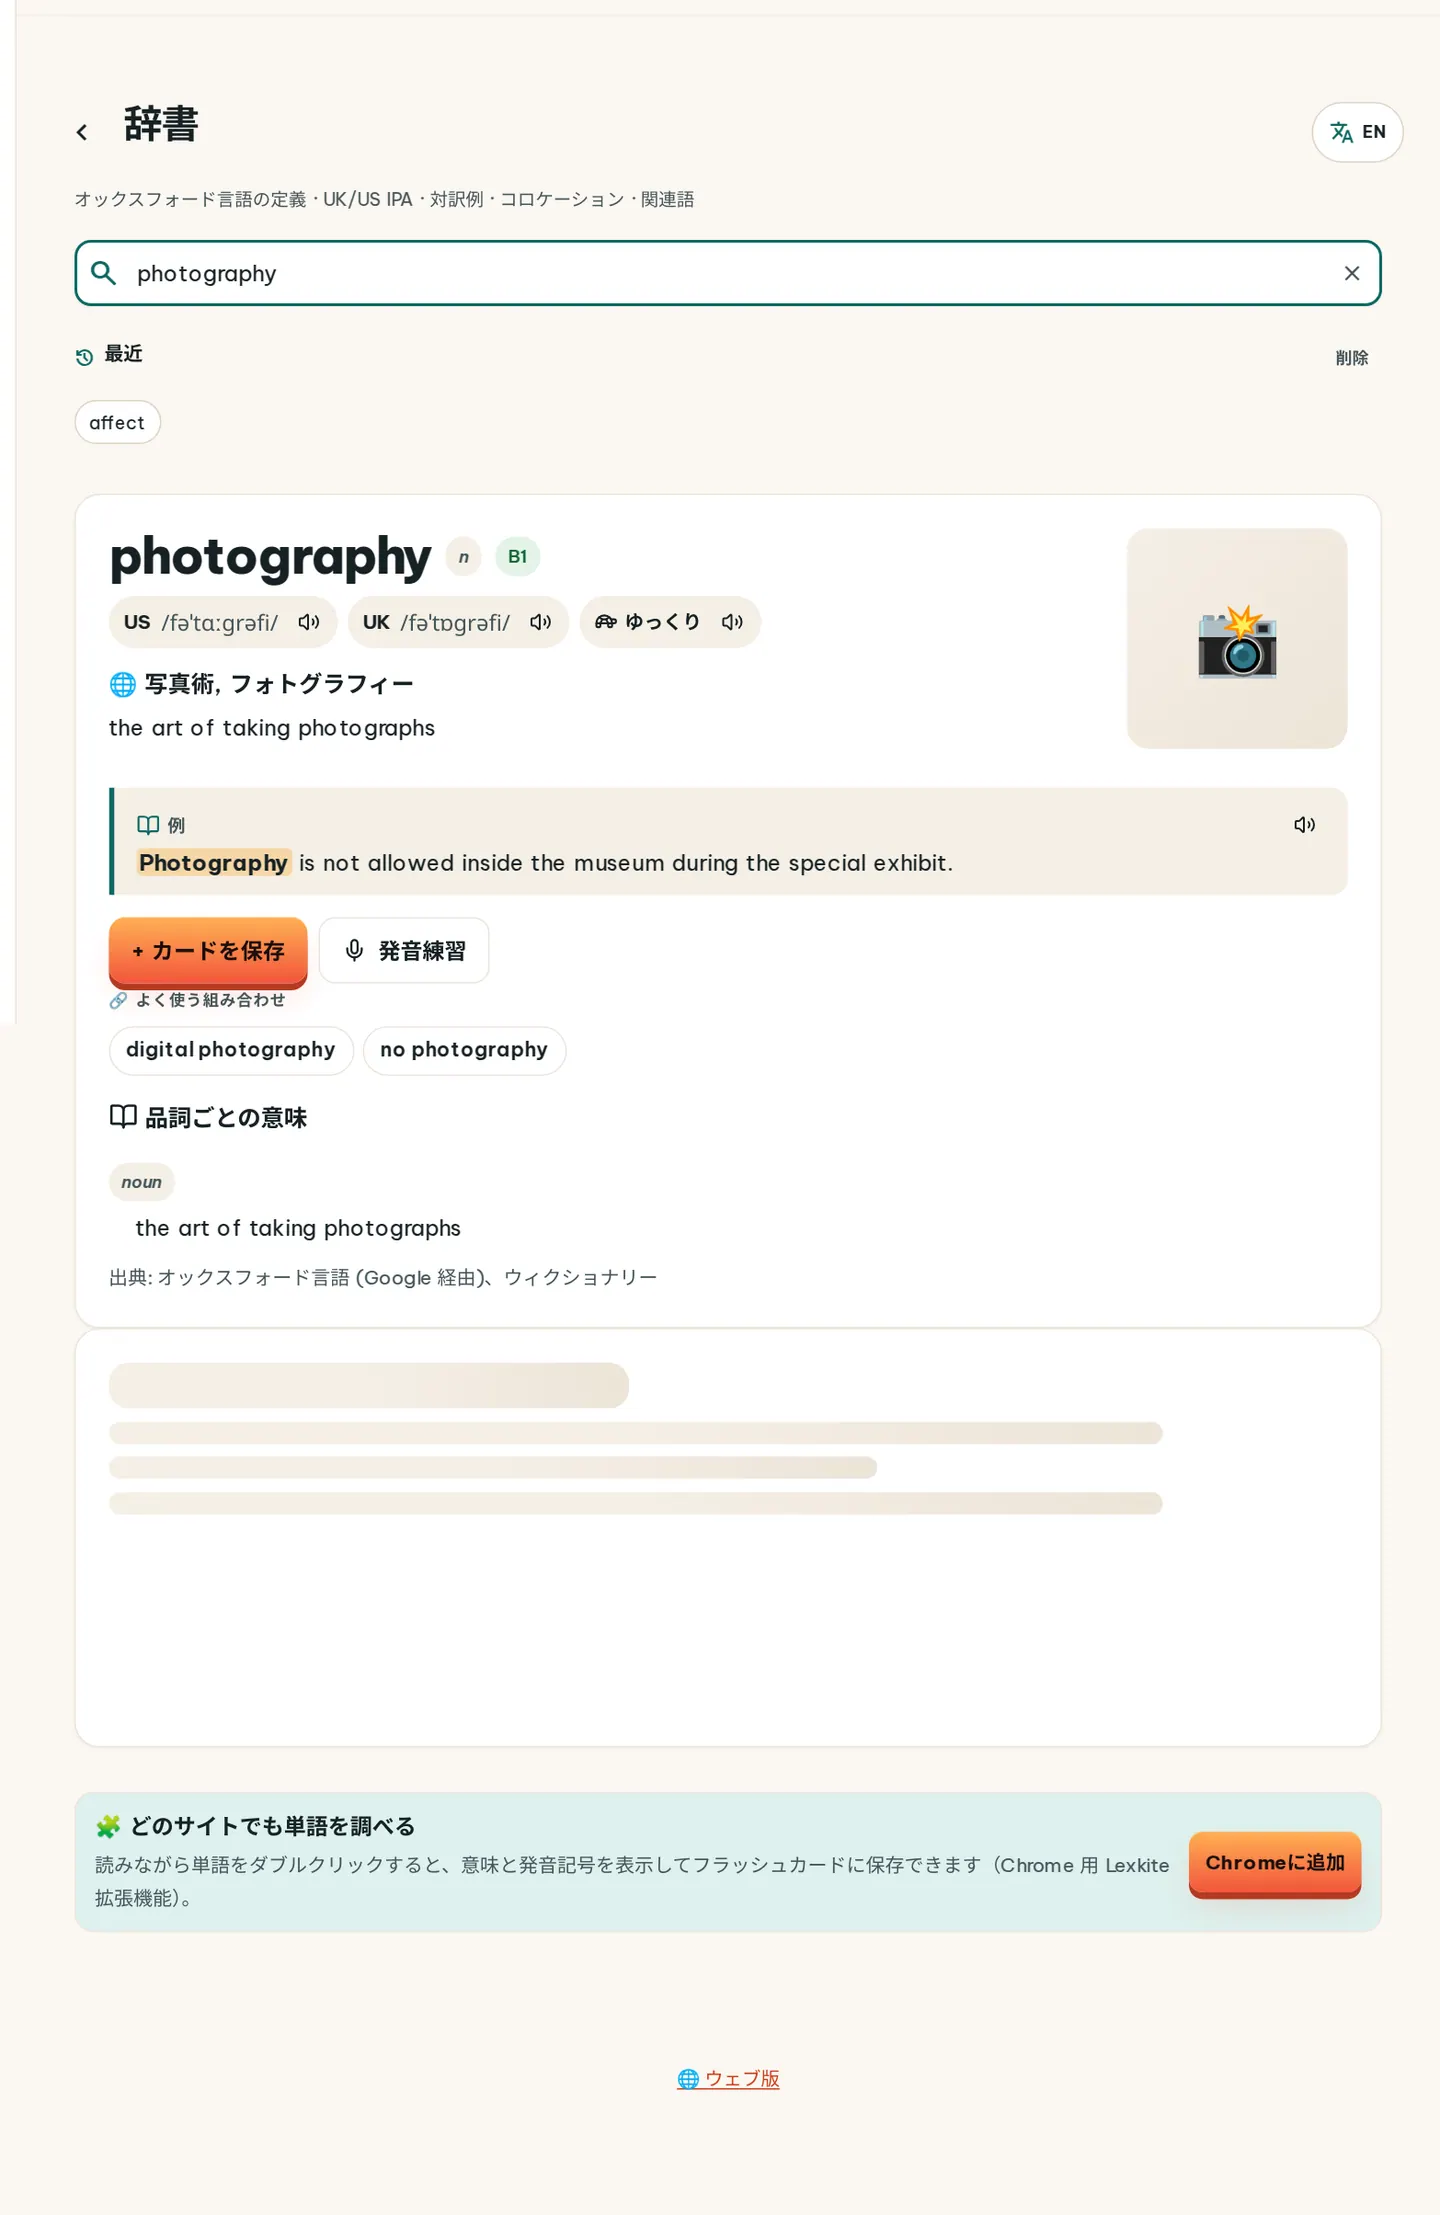 辞書
EN
オックスフォード言語の定義 · UK/US IPA · 対訳例 · コロケーション · 関連語
photography
最近
削除
affect
photography n B1
US /fəˈtɑːɡrəfi/ UK /fəˈtɒɡrəfi/ ゆっくり
写真術, フォトグラフィー
the art of taking photographs
例
Photography is not allowed inside the museum during the special exhibit.
+ カードを保存 発音練習
よく使う組み合わせ
digital photography no photography
品詞ごとの意味
noun
the art of taking photographs
出典: オックスフォード言語 (Google 経由)、ウィクショナリー
どのサイトでも単語を調べる
読みながら単語をダブルクリックすると、意味と発音記号を表示してフラッシュカードに保存できます（Chrome 用 Lexkite
拡張機能）。
Chromeに追加
ウェブ版